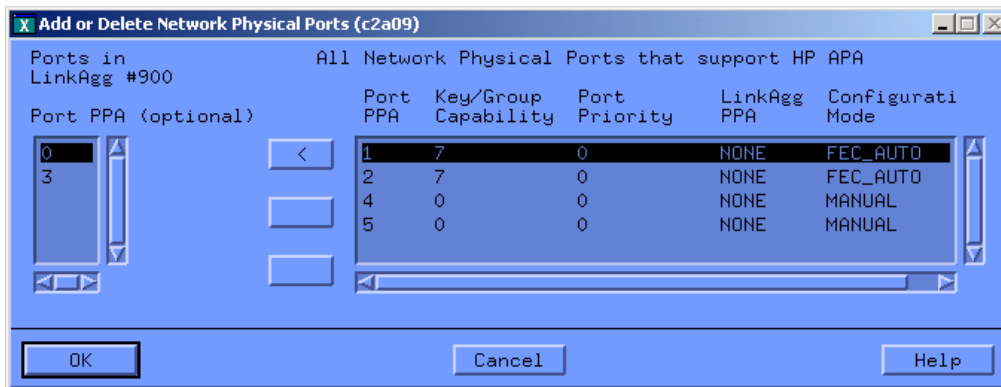 X Add or Delete Network Physical Ports (c2a09)
Ports in
LinkAgg #900
All Network Physical Ports that support HP APA
Port PPA (optional)
Port PPA Key/Group Capability Port Priority LinkAgg PPA Configurati Mode
0
3
<
1 7 0 NONE FEC_AUTO
2 7 0 NONE FEC_AUTO
4 0 0 NONE MANUAL
5 0 0 NONE MANUAL
OK Cancel Help